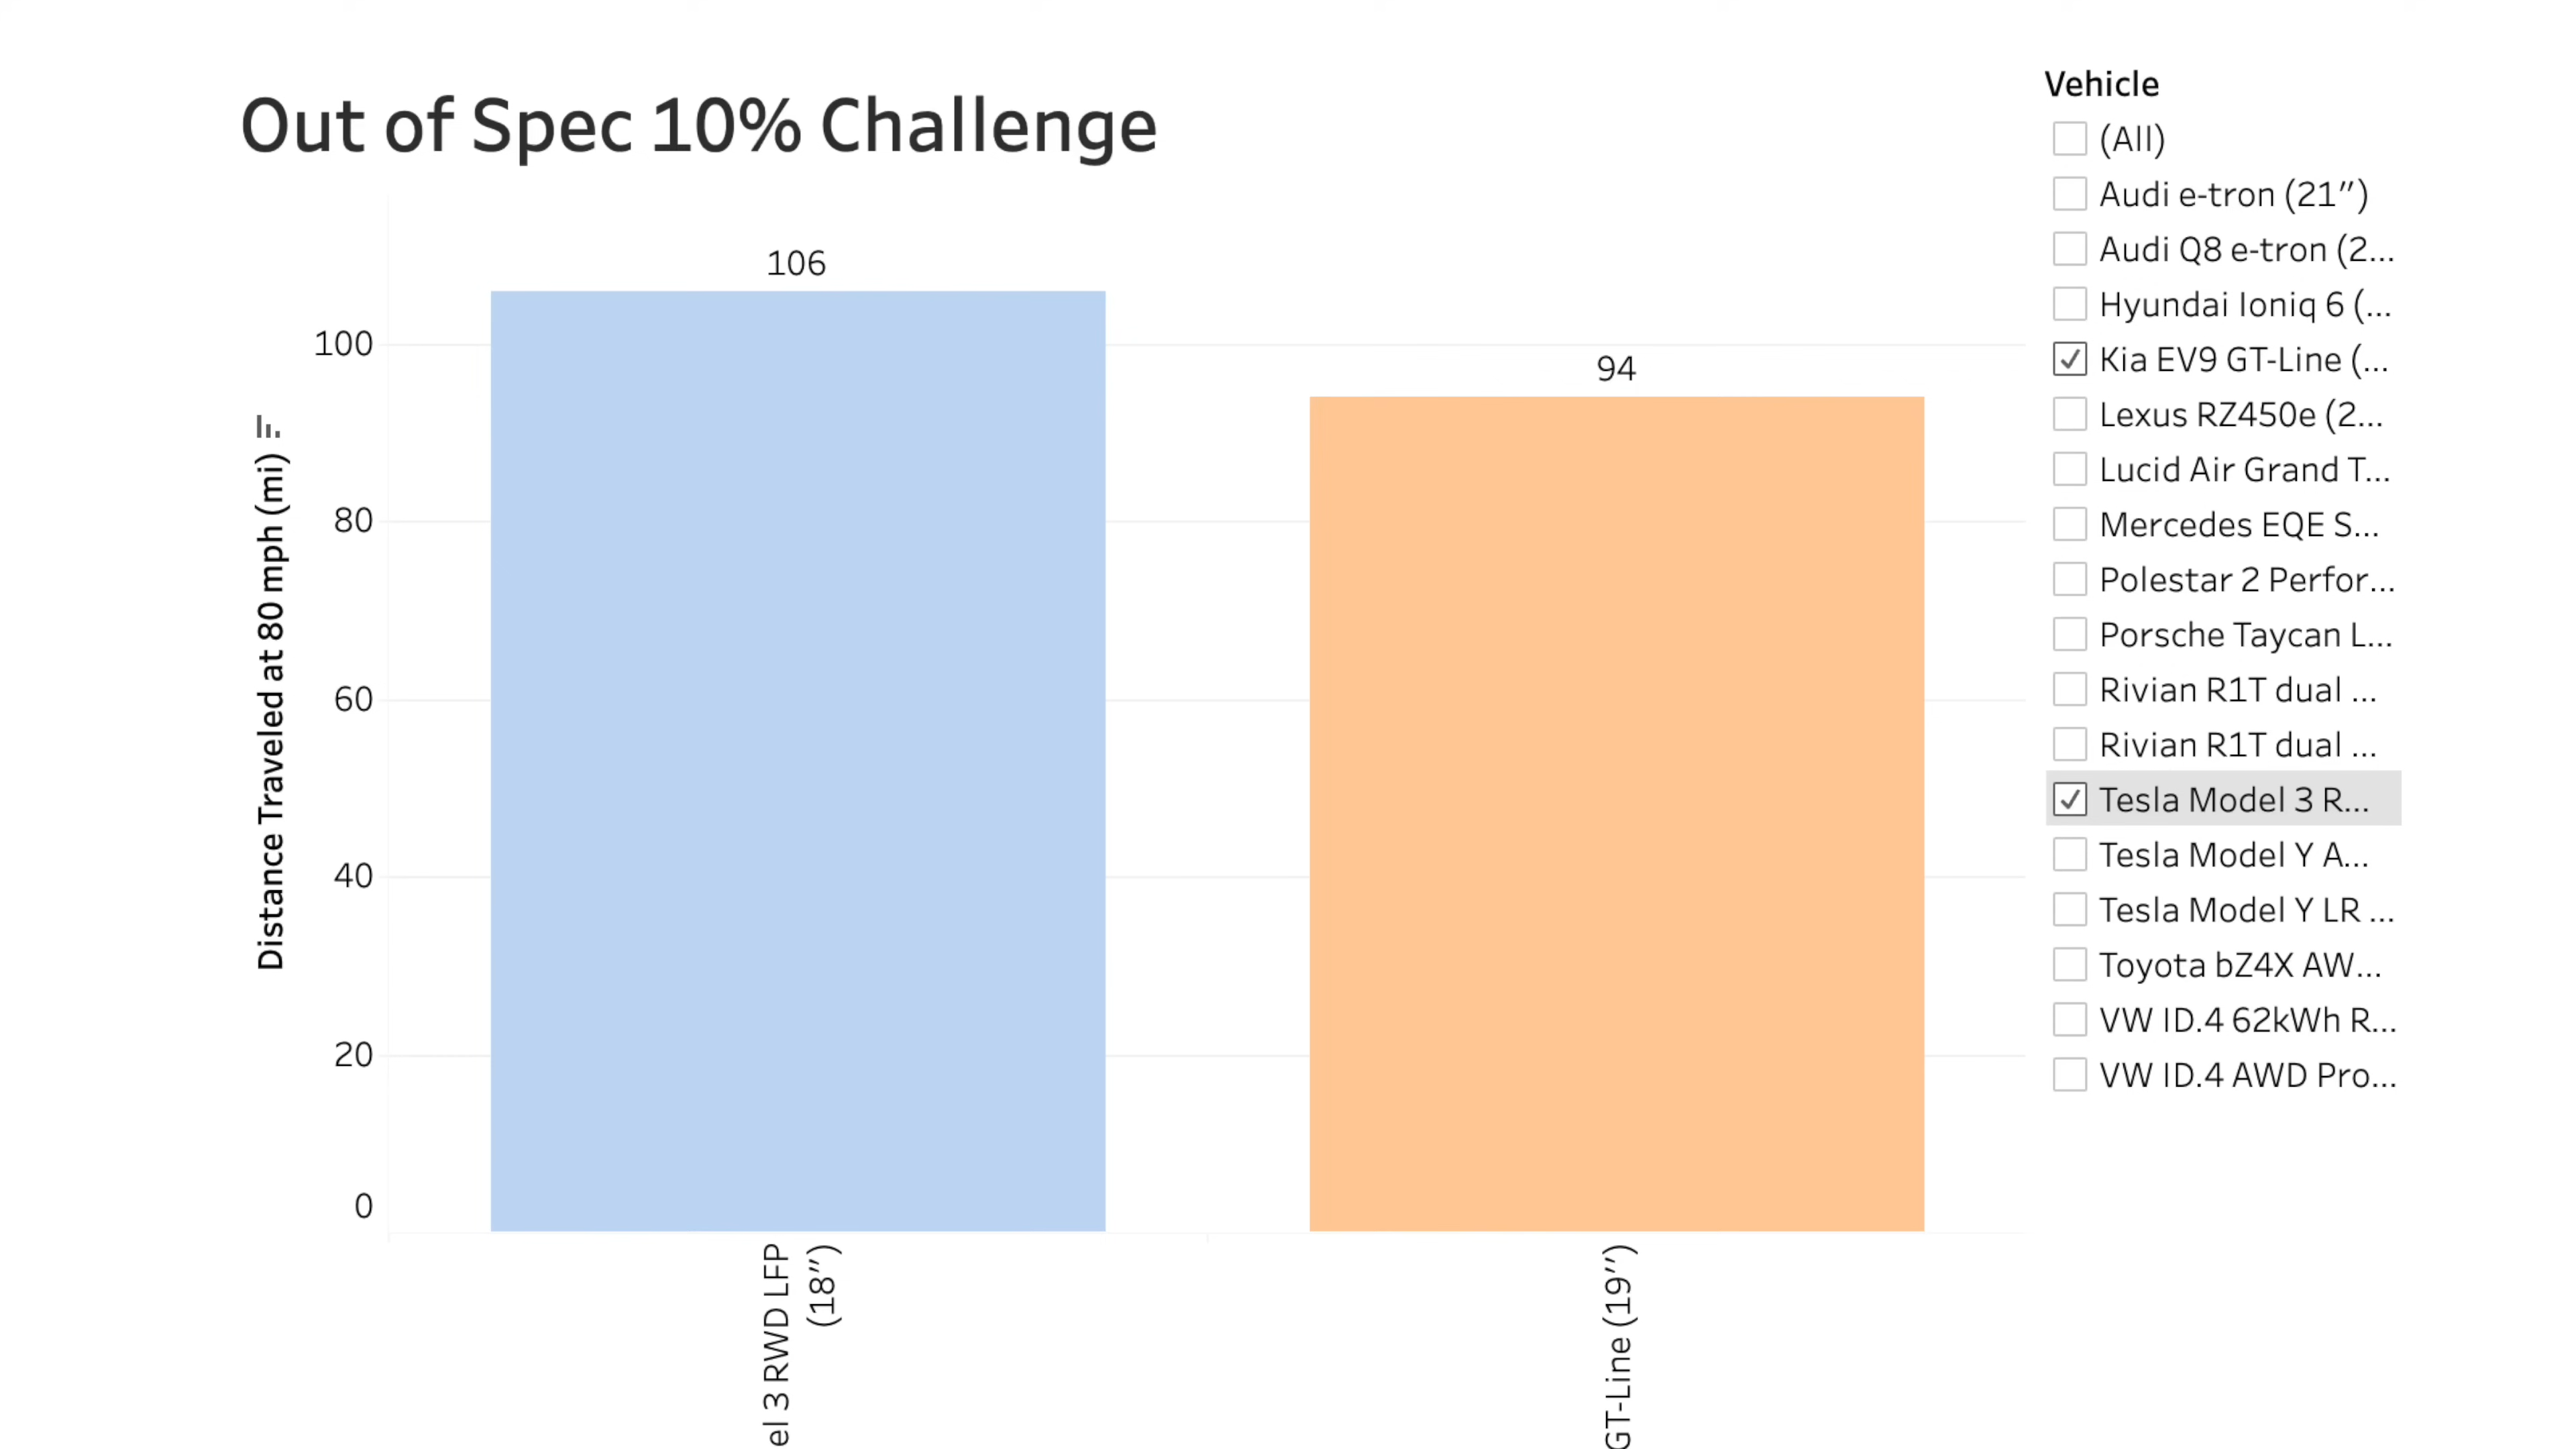 Out of Spec 10% Challenge
106
94
100
80
60
40
20
0
Distance Traveled at 80 mph (mi)
el 3 RWD LFP
(18")
GT-Line (19")
Vehicle
(All)
Audi e-tron (21")
Audi Q8 e-tron (2...
Hyundai Ioniq 6 (...
Kia EV9 GT-Line (...
Lexus RZ450e (2...
Lucid Air Grand T...
Mercedes EQE S...
Polestar 2 Perfor...
Porsche Taycan L...
Rivian R1T dual ...
Rivian R1T dual ...
Tesla Model 3 R...
Tesla Model Y A...
Tesla Model Y LR ...
Toyota bZ4X AW...
VW ID.4 62kWh R...
VW ID.4 AWD Pro...